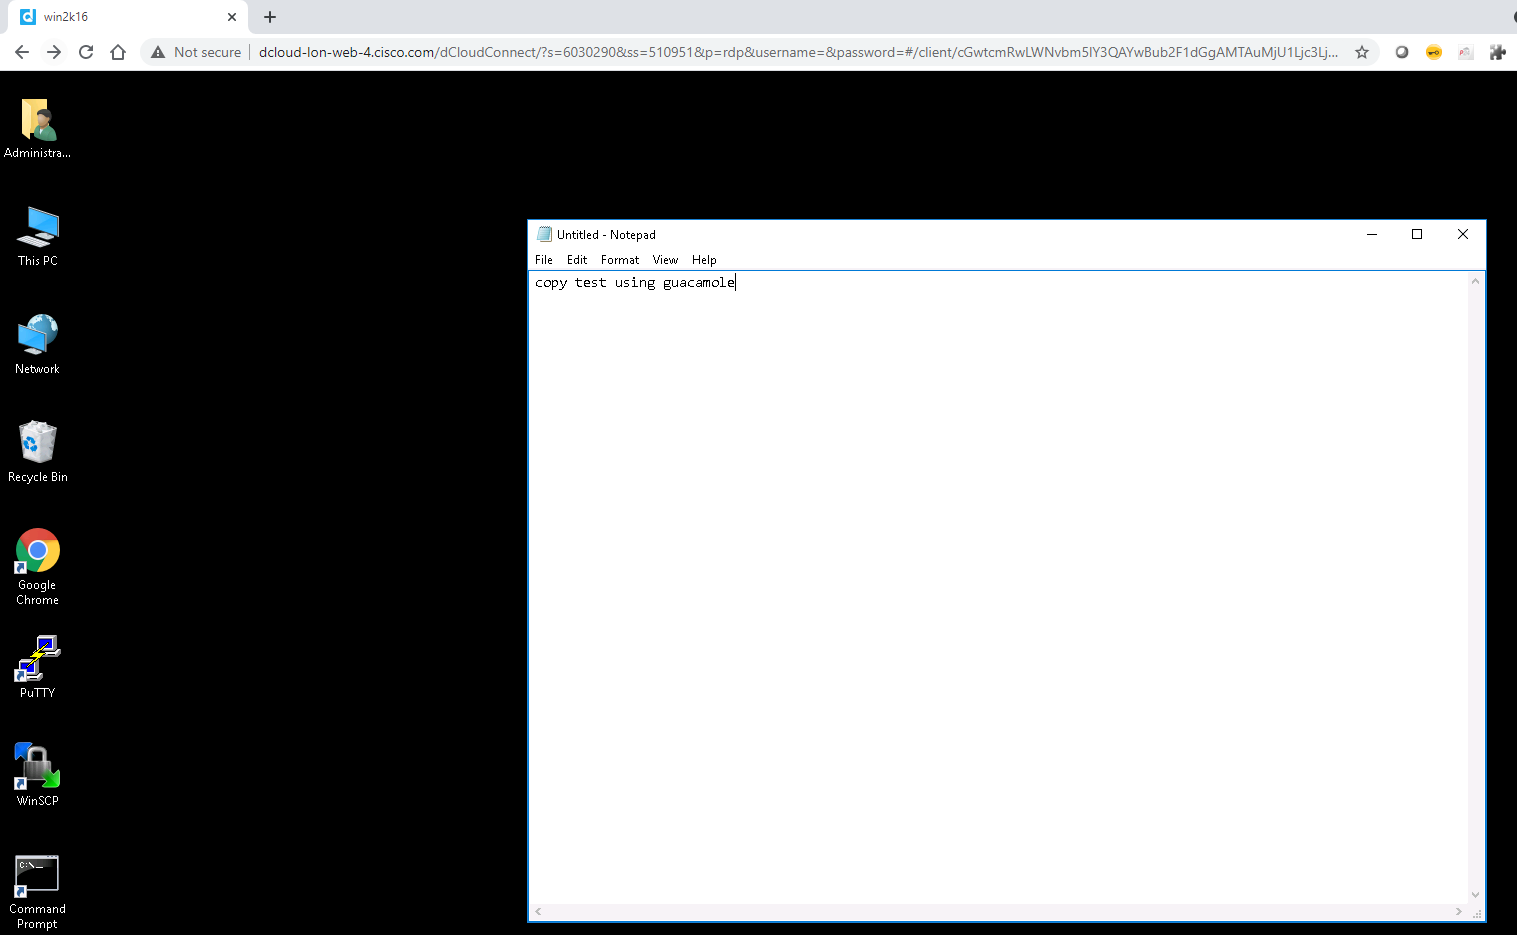 win2k16
Not secure
dcloud-lon-web-4.cisco.com/dCloudConnect/?s=6030290&ss=510951&p=rdp&username=&password=#/client/cGwtcmRwLWNvbm5lY3QAYwBub2F1dGgAMTAuMjU1Ljc3Lj...
Administra...
This PC
Network
Recycle Bin
Google
Chrome
PuTTY
WinSCP
C:\._
Command
Prompt
Untitled - Notepad
File Edit Format View Help
copy test using guacamole